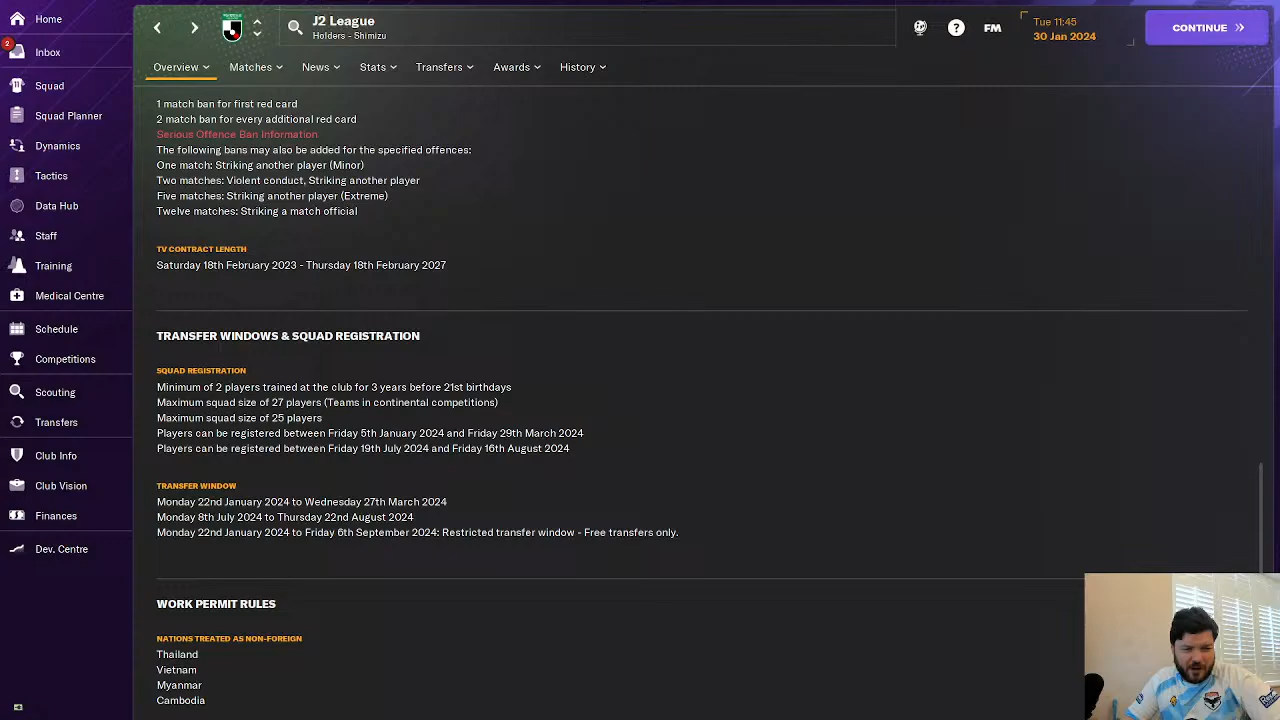 Home
2
Inbox
Squad
Squad Planner
Dynamics
Tactics
Data Hub
Staff
Training
Medical Centre
Schedule
Competitions
Scouting
Transfers
Club Info
Club Vision
Finances
Dev. Centre
J2 League
Holders - Shimizu
?
FM
Tue 11:45
30 Jan 2024
CONTINUE
Overview
Matches
News
Stats
Transfers
Awards
History
1 match ban for first red card
2 match ban for every additional red card
Serious Offence Ban Information
The following bans may also be added for the specified offences:
One match: Striking another player (Minor)
Two matches: Violent conduct, Striking another player
Five matches: Striking another player (Extreme)
Twelve matches: Striking a match official
TV CONTRACT LENGTH
Saturday 18th February 2023 - Thursday 18th February 2027
TRANSFER WINDOWS & SQUAD REGISTRATION
SQUAD REGISTRATION
Minimum of 2 players trained at the club for 3 years before 21st birthdays
Maximum squad size of 27 players (Teams in continental competitions)
Maximum squad size of 25 players
Players can be registered between Friday 5th January 2024 and Friday 29th March 2024
Players can be registered between Friday 19th July 2024 and Friday 16th August 2024
TRANSFER WINDOW
Monday 22nd January 2024 to Wednesday 27th March 2024
Monday 8th July 2024 to Thursday 22nd August 2024
Monday 22nd January 2024 to Friday 6th September 2024: Restricted transfer window - Free transfers only.
WORK PERMIT RULES
NATIONS TREATED AS NON-FOREIGN
Thailand
Vietnam
Myanmar
Cambodia